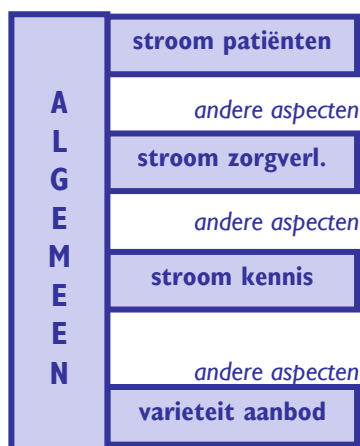 A
L
G
E
M
E
E
N
stroom patiënten
andere aspecten
stroom zorgverl.
andere aspecten
stroom kennis
andere aspecten
varieteit aanbod